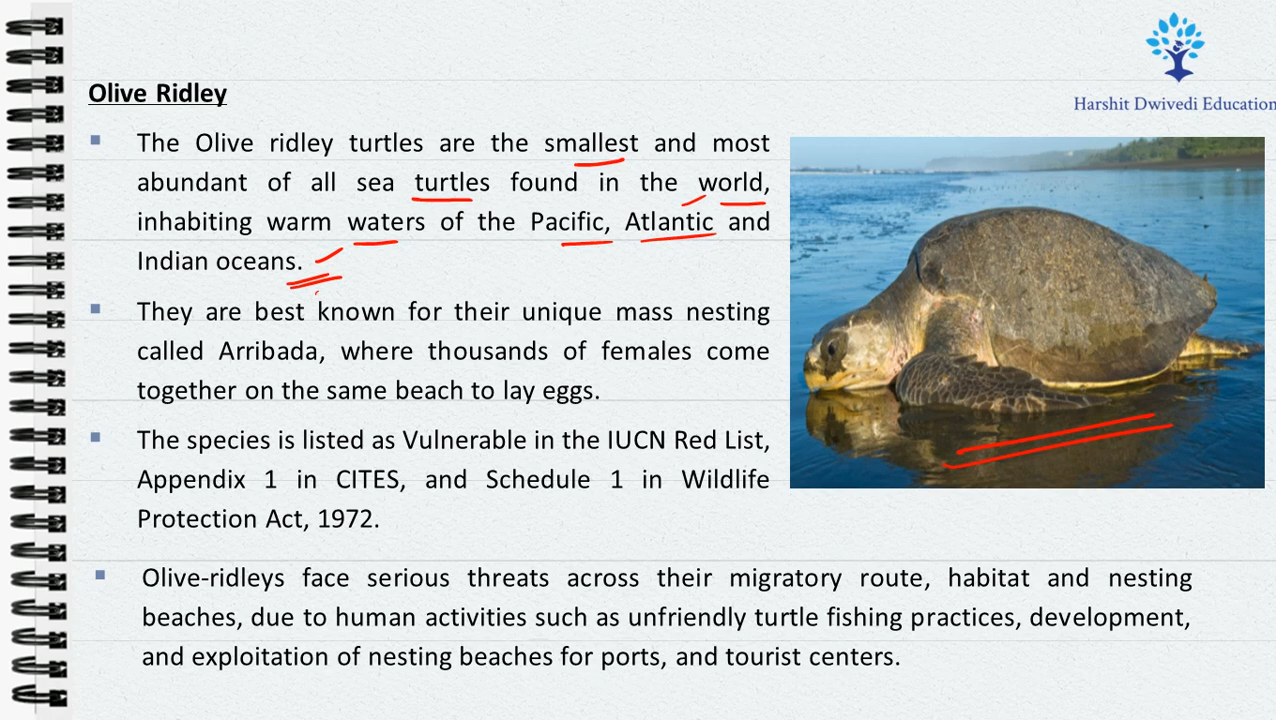 Harshit Dwivedi Education
Olive Ridley
The Olive ridley turtles are the smallest and most
abundant of all sea turtles found in the world,
inhabiting warm waters of the Pacific, Atlantic and
Indian oceans.
They are best known for their unique mass nesting
called Arribada, where thousands of females come
together on the same beach to lay eggs.
The species is listed as Vulnerable in the IUCN Red List,
Appendix 1 in CITES, and Schedule 1 in Wildlife
Protection Act, 1972.
Olive-ridleys face serious threats across their migratory route, habitat and nesting
beaches, due to human activities such as unfriendly turtle fishing practices, development,
and exploitation of nesting beaches for ports, and tourist centers.